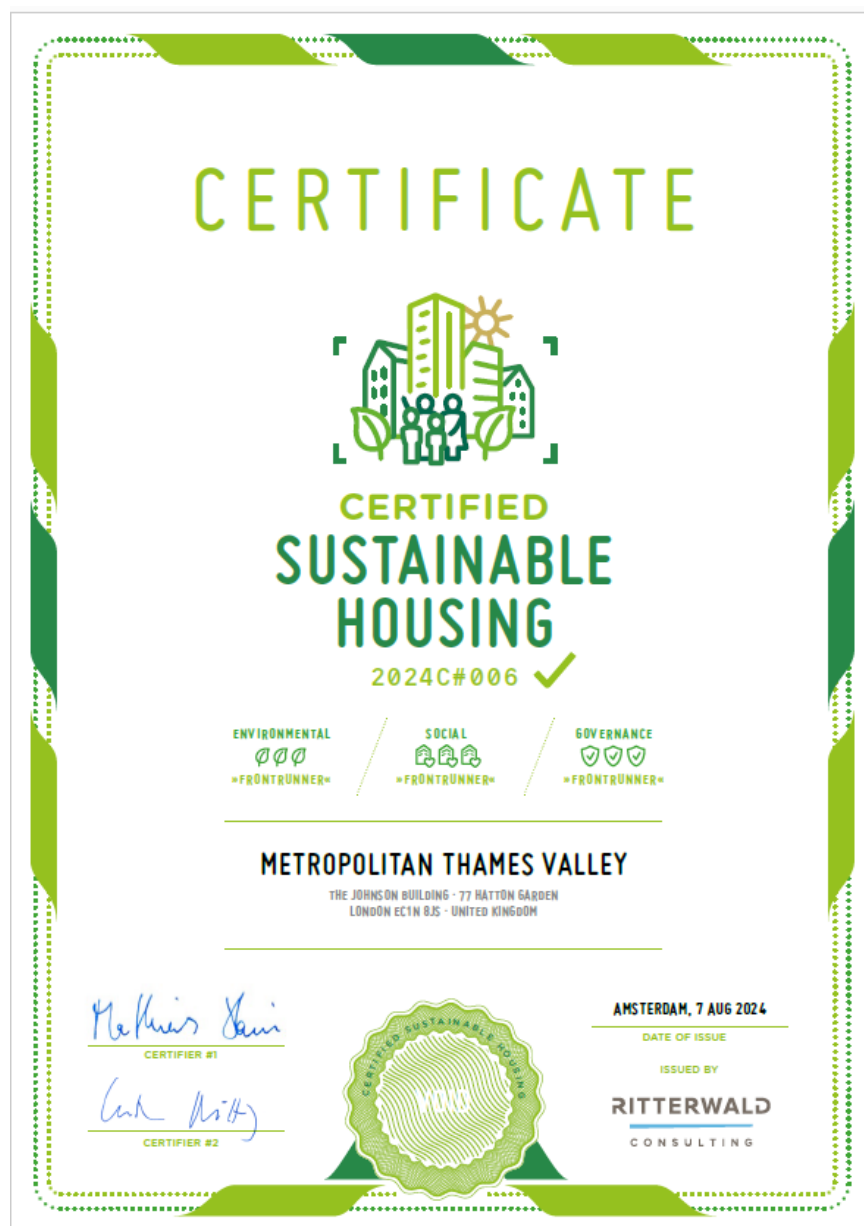 CERTIFICATE
CERTIFIED
SUSTAINABLE
HOUSING
2024C#006
ENVIRONMENTAL
»FRONTRUNNER«
SOCIAL
»FRONTRUNNER«
GOVERNANCE
»FRONTRUNNER«
METROPOLITAN THAMES VALLEY
THE JOHNSON BUILDING · 77 HATTON GARDEN
LONDON EC1N 8JS · UNITED KINGDOM
CERTIFIER #1
CERTIFIER #2
CERTIFIED SUSTAINABLE HOUSING
VOID
AMSTERDAM, 7 AUG 2024
DATE OF ISSUE
ISSUED BY
RITTERWALD
CONSULTING